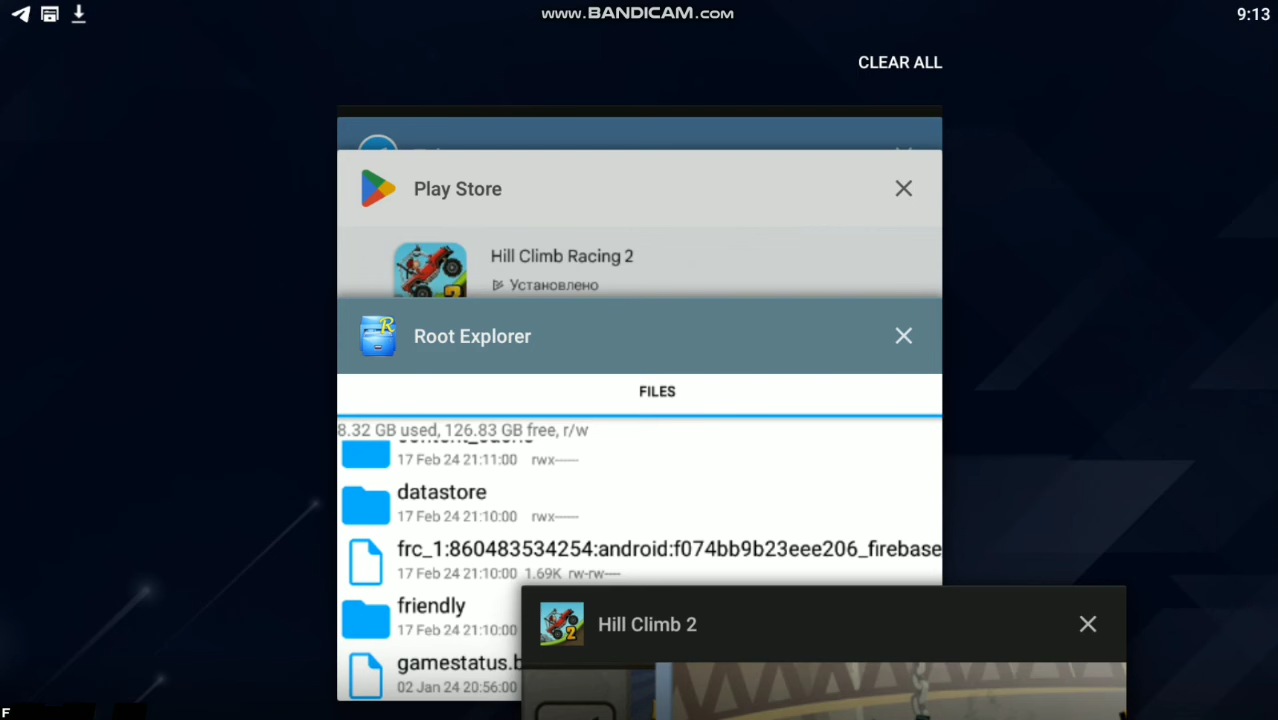 www.BANDICAM.com
9:13
CLEAR ALL
Play Store
Hill Climb Racing 2
Установлено
Root Explorer
FILES
8.32 GB used, 126.83 GB free, r/w
17 Feb 24 21:11:00 rwx------
datastore
17 Feb 24 21:10:00 rwx------
frc_1:860483534254:android:f074bb9b23eee206_firebase
17 Feb 24 21:10:00 1.69K rw-rw----
friendly
17 Feb 24 21:10:00
Hill Climb 2
gamestatus.b
02 Jan 24 20:56:00
F